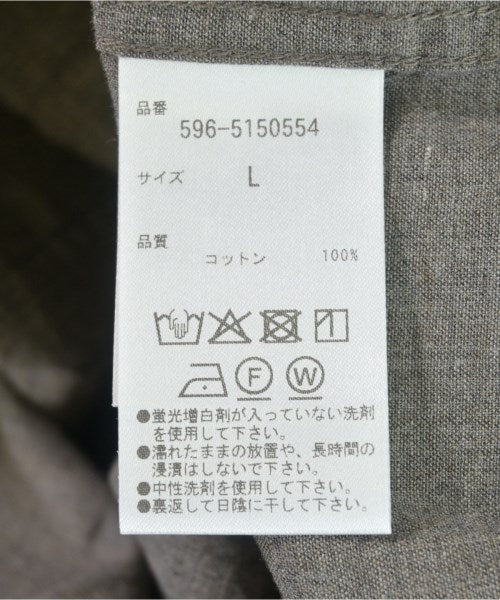 品番
596-5150554
サイズ L
品質
コットン 100%
F W
●蛍光増白剤が入っていない洗剤
を使用して下さい。
●濡れたままの放置や、長時間の
浸漬はしないで下さい。
●中性洗剤を使用して下さい。
●裏返して日陰に干して下さい。